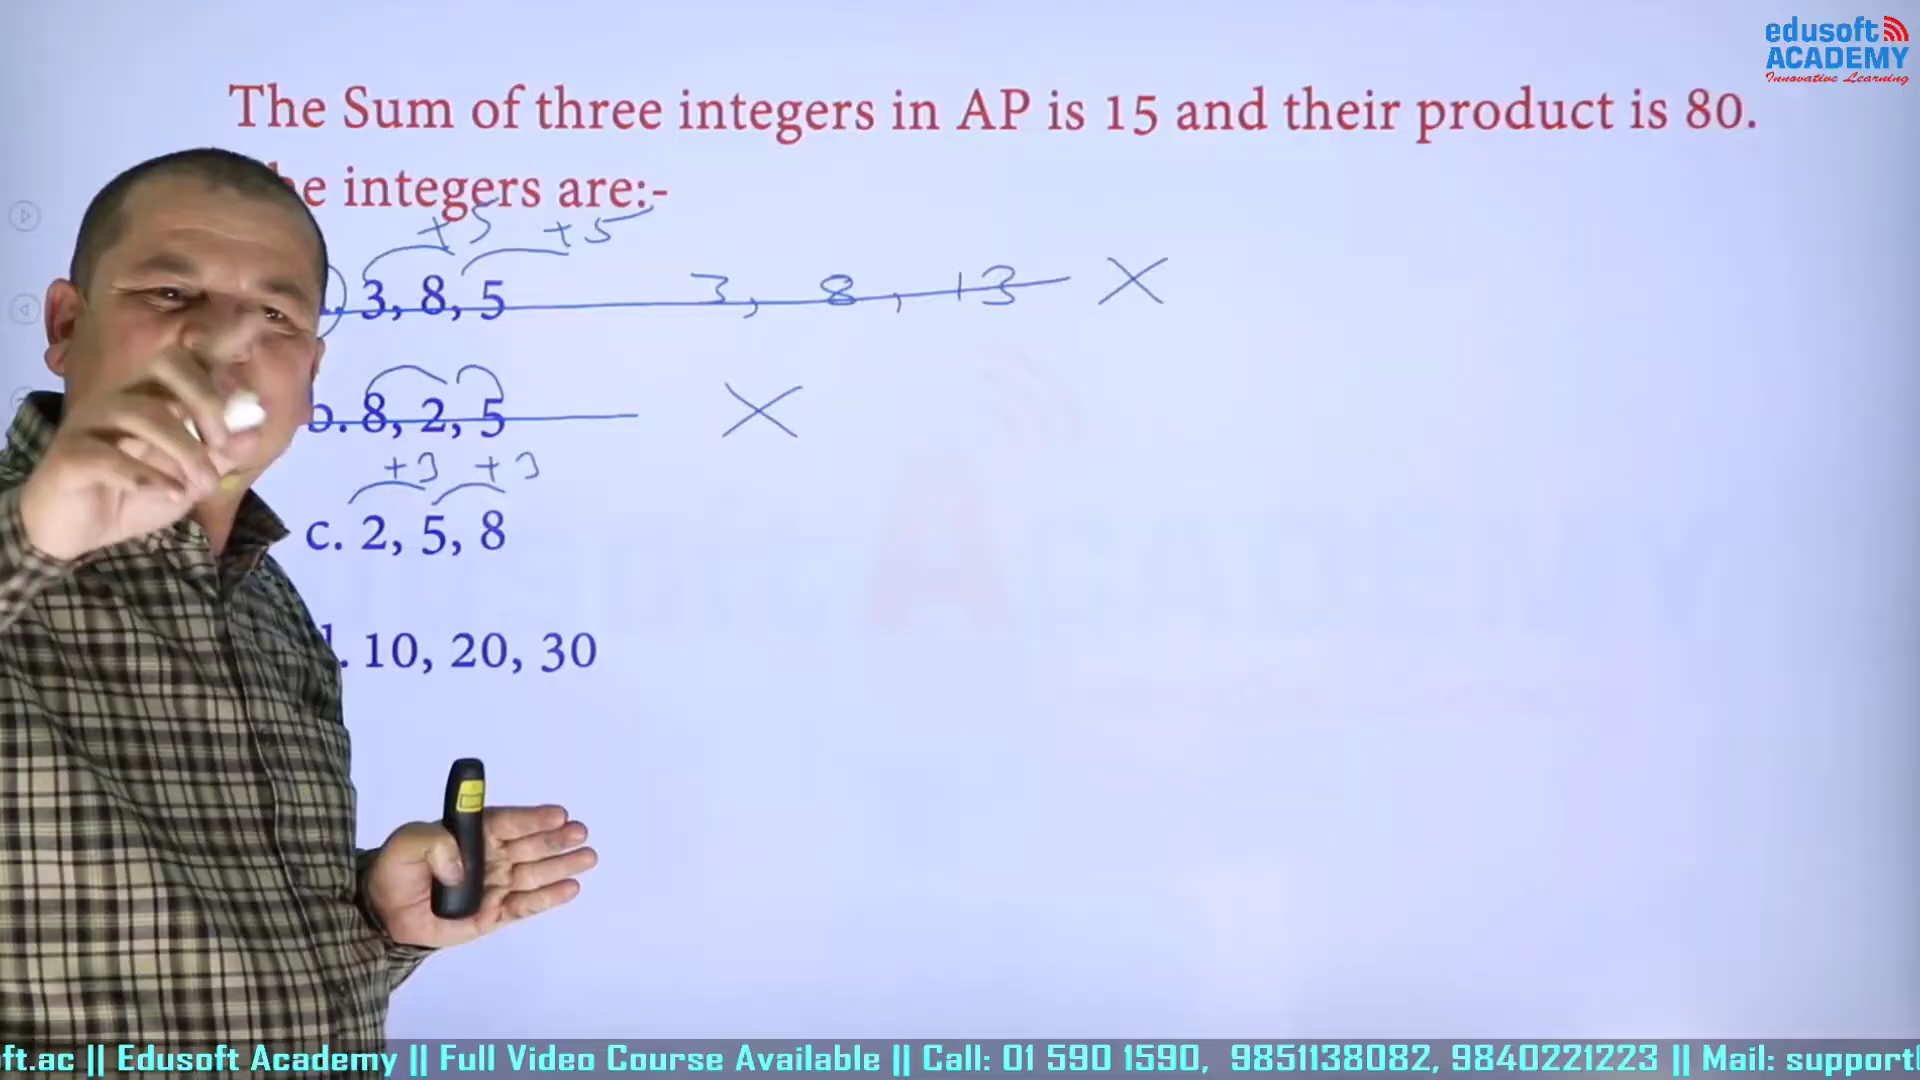 edusoft
ACADEMY
Innovative Learning
The Sum of three integers in AP is 15 and their product is 80.
he integers are:-
+5 +5
3, 8, 5 3, 8, 13 X
b. 8, 2, 5 X
+3 +3
c. 2, 5, 8
d. 10, 20, 30
ft.ac || Edusoft Academy || Full Video Course Available || Call: 01 590 1590, 9851138082, 9840221223 || Mail: support